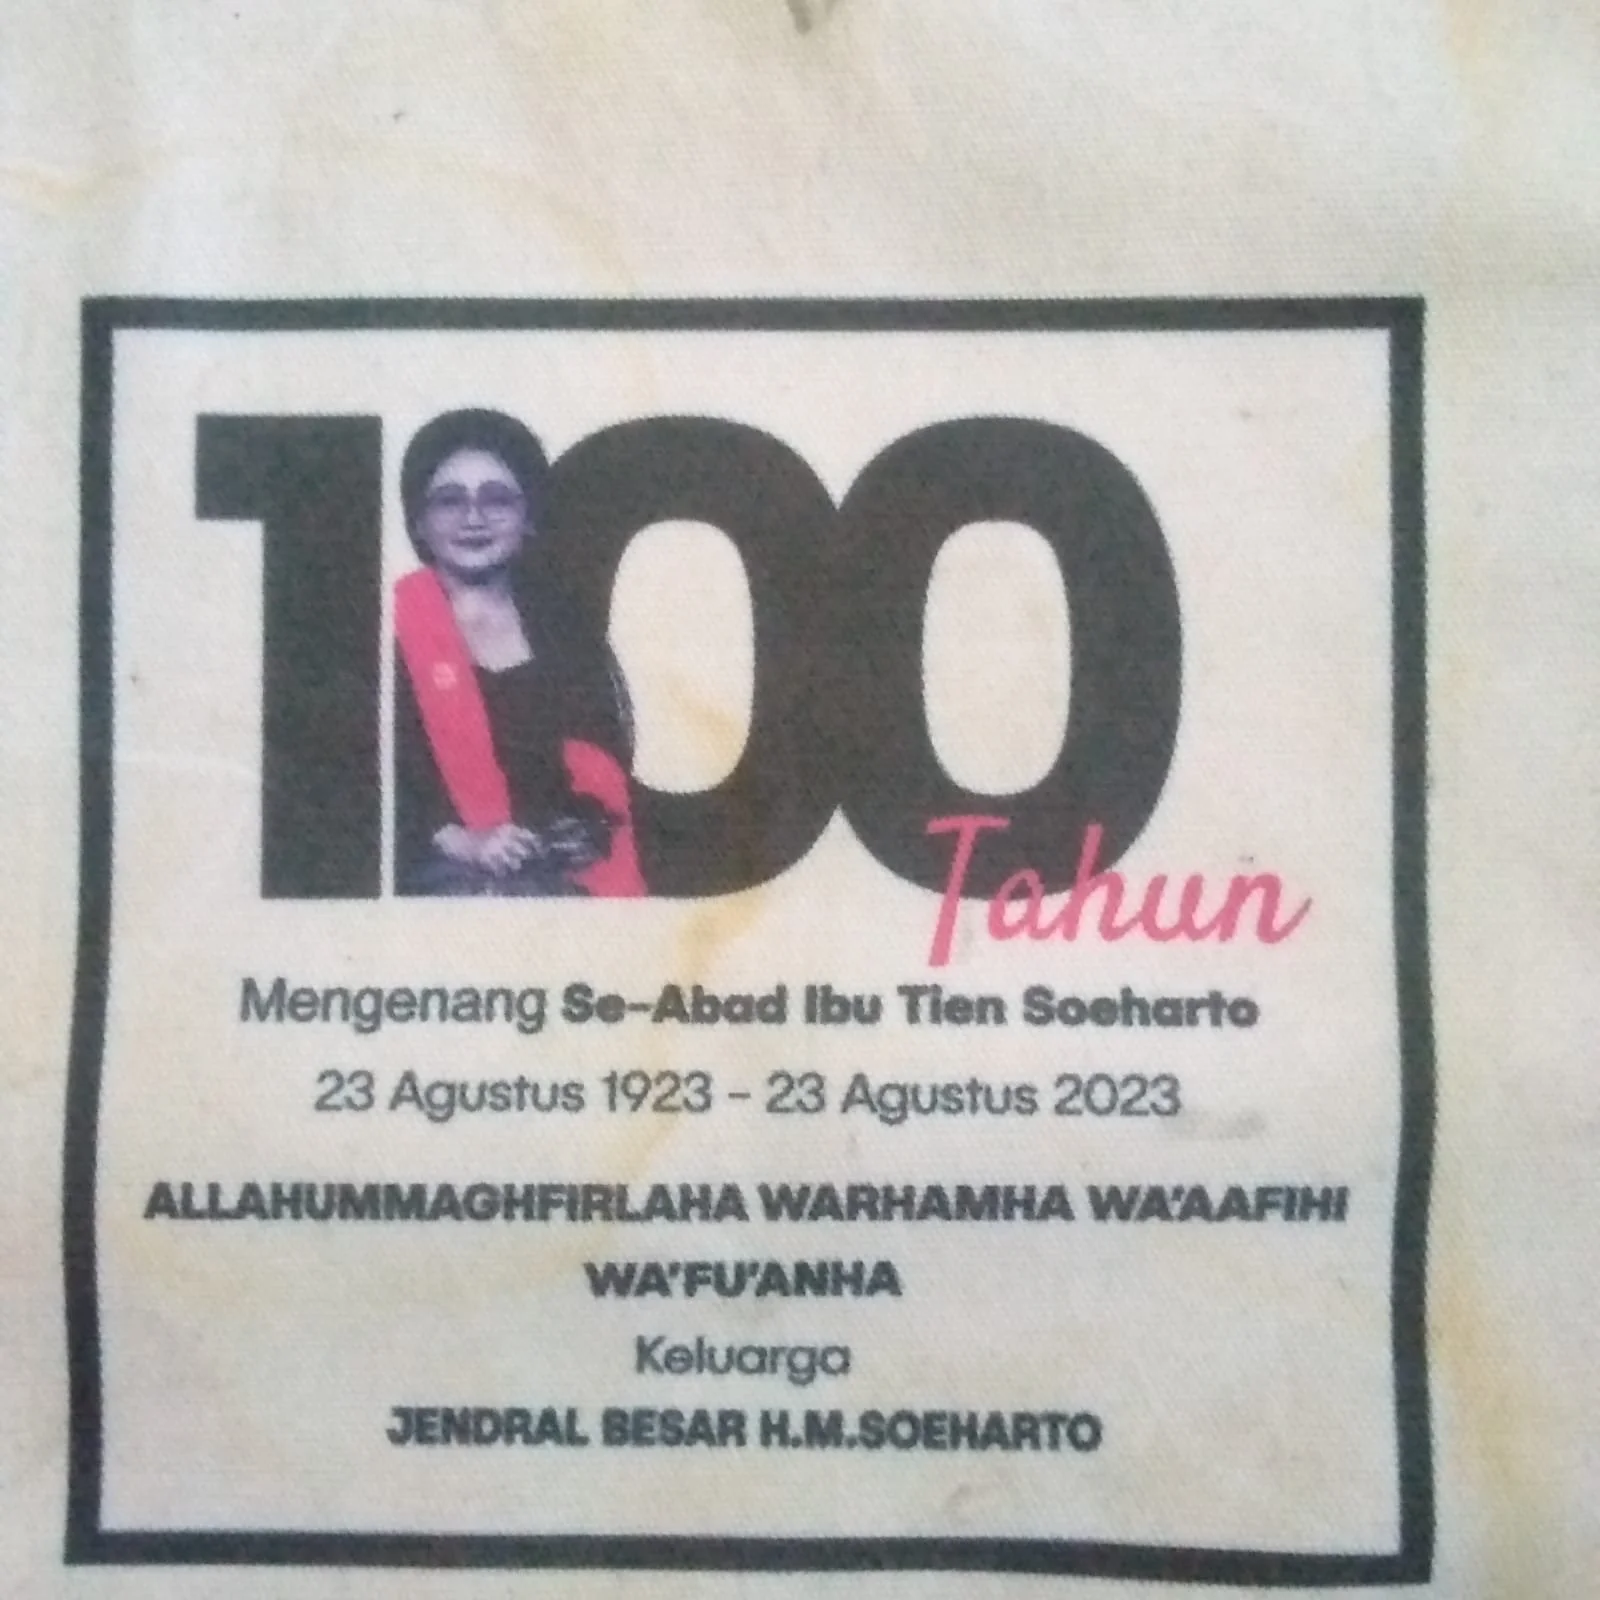 100
Tahun
Mengenang Se-Abad Ibu Tien Soeharto
23 Agustus 1923 - 23 Agustus 2023
ALLAHUMMAGHFIRLAHA WARHAMHA WA'AAFIHI
WA'FU'ANHA
Keluarga
JENDRAL BESAR H.M.SOEHARTO